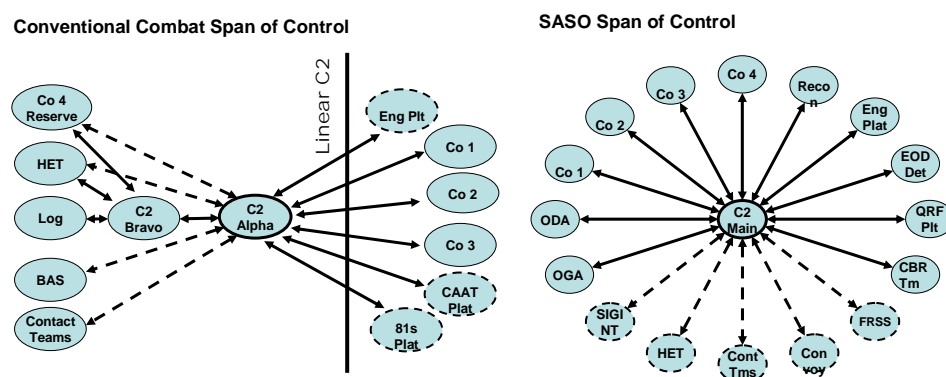 Conventional Combat Span of Control
SASO Span of Control
Linear C2
Co 4
Reserve
HET
Log
BAS
Contact
Teams
C2
Bravo
C2
Alpha
Eng Plt
Co 1
Co 2
Co 3
CAAT
Plat
81s
Plat
Co 4
Reco
n
Eng
Plat
EOD
Det
QRF
Plt
CBR
Tm
FRSS
Con
voy
Cont
Tms
HET
SIGI
NT
OGA
ODA
Co 1
Co 2
Co 3
C2
Main